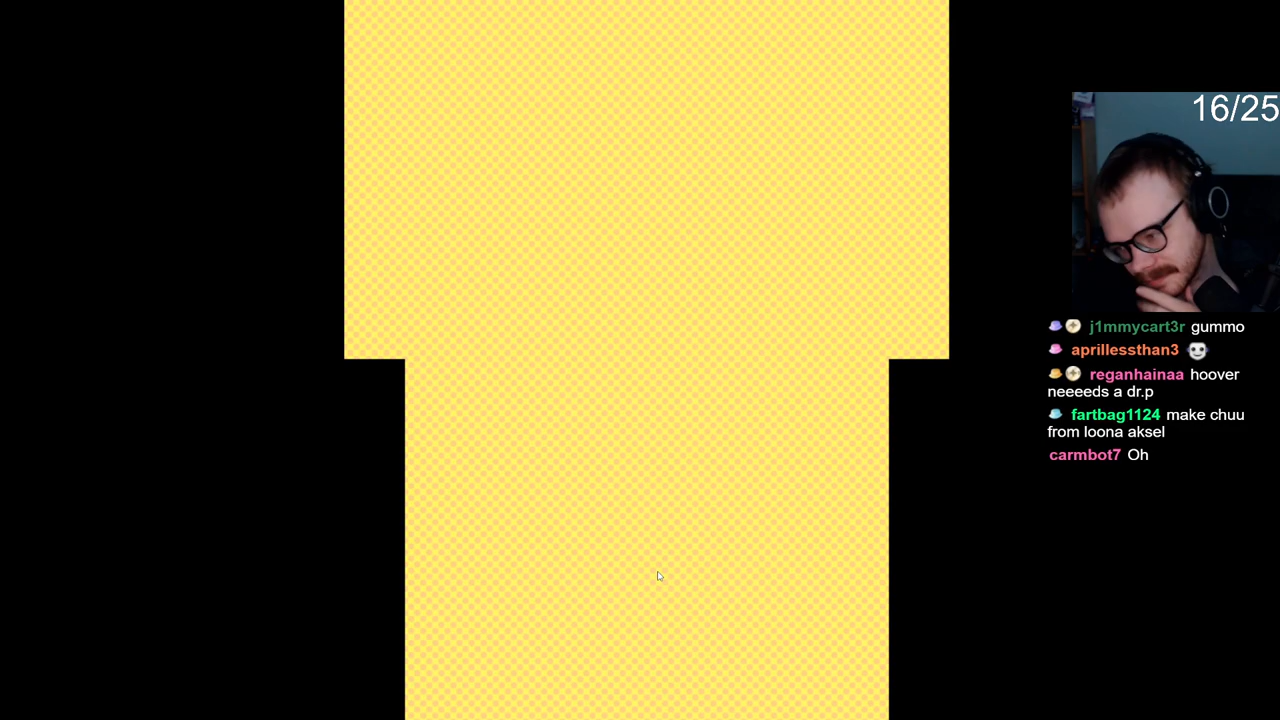 16/25
j1mmycart3r gummo
aprillessthan3
reganhainaa hoover
neeeeds a dr.p
fartbag1124 make chuu
from loona aksel
carmbot7 Oh